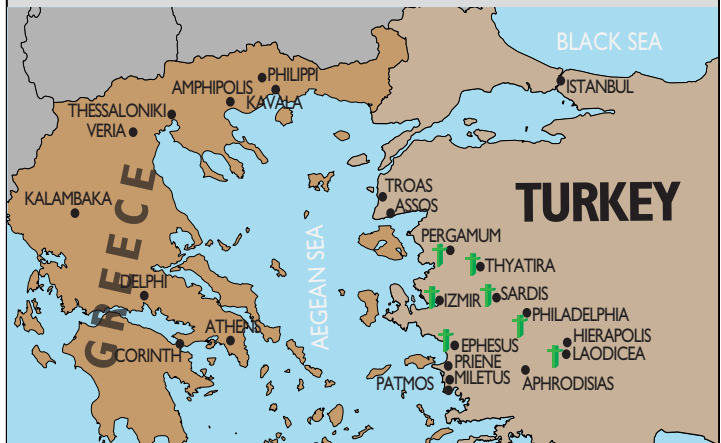 BLACK SEA
PHILIPPI
ISTANBUL
AMPHIPOLIS
KAVALA
THESSALONIKI
VERIA
TROAS
KALAMBAKA
ASSOS
TURKEY
GREECE
PERGAMUM
AEGEAN SEA
THYATIRA
DELPHI
IZMIR
SARDIS
PHILADELPHIA
ATHENS
HIERAPOLIS
CORINTH
EPHESUS
LAODICEA
PRIENE
MILETUS
PATMOS
APHRODISIAS